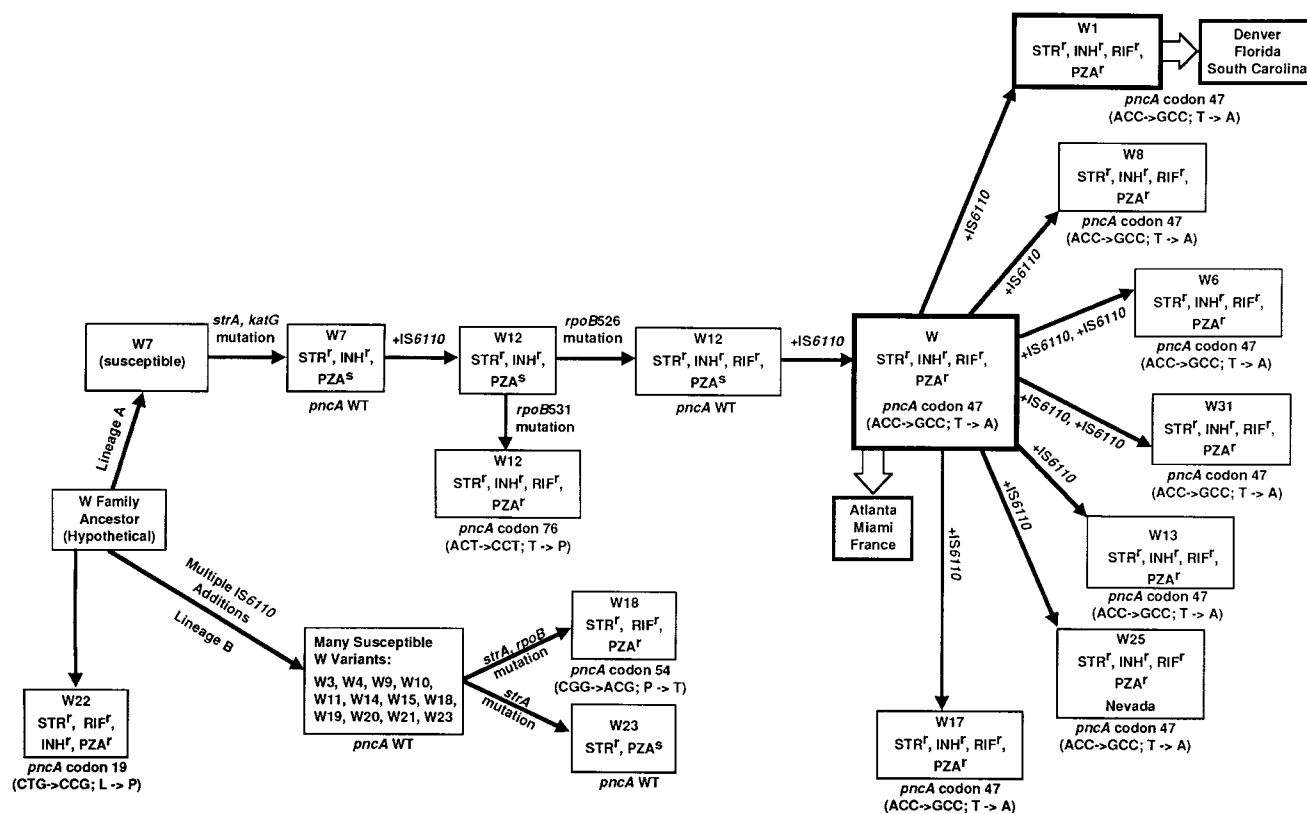 W1
STRr, INHr, RIFr,
PZAr
Denver
Florida
South Carolina
pncA codon 47
(ACC->GCC; T -> A)
+IS6110
W8
STRr, INHr, RIFr,
PZAr
pncA codon 47
(ACC->GCC; T -> A)
+IS6110
W6
STRr, INHr, RIFr,
PZAr
pncA codon 47
(ACC->GCC; T -> A)
+IS6110, +IS6110
W7
(susceptible)
strA, katG
mutation
W7
STRr, INHr,
PZAs
pncA WT
+IS6110
W12
STRr, INHr,
PZAs
rpoB526
mutation
W12
STRr, INHr, RIFr,
PZAs
pncA WT
+IS6110
W
STRr, INHr, RIFr,
PZAr
pncA codon 47
(ACC->GCC; T -> A)
+IS6110, +IS6110
W31
STRr, INHr, RIFr,
PZAr
pncA codon 47
(ACC->GCC; T -> A)
rpoB531
mutation
W12
STRr, INHr, RIFr,
PZAr
pncA codon 76
(ACT->CCT; T -> P)
Lineage A
W Family
Ancestor
(Hypothetical)
Atlanta
Miami
France
+IS6110
W13
STRr, INHr, RIFr,
PZAr
pncA codon 47
(ACC->GCC; T -> A)
+IS6110
W25
STRr, INHr, RIFr
PZAr
Nevada
pncA codon 47
(ACC->GCC; T -> A)
+IS6110
W17
STRr, INHr, RIFr,
PZAr
pncA codon 47
(ACC->GCC; T -> A)
Multiple IS6110
Additions
Lineage B
Many Susceptible
W Variants:
W3, W4, W9, W10,
W11, W14, W15, W18,
W19, W20, W21, W23
pncA WT
strA, rpoB
mutation
W18
STRr, RIFr,
PZAr
pncA codon 54
(CGG->ACG; P -> T)
strA
mutation
W23
STRr, PZAs
pncA WT
W22
STRr, RIFr,
INHr, PZAr
pncA codon 19
(CTG->CCG; L -> P)